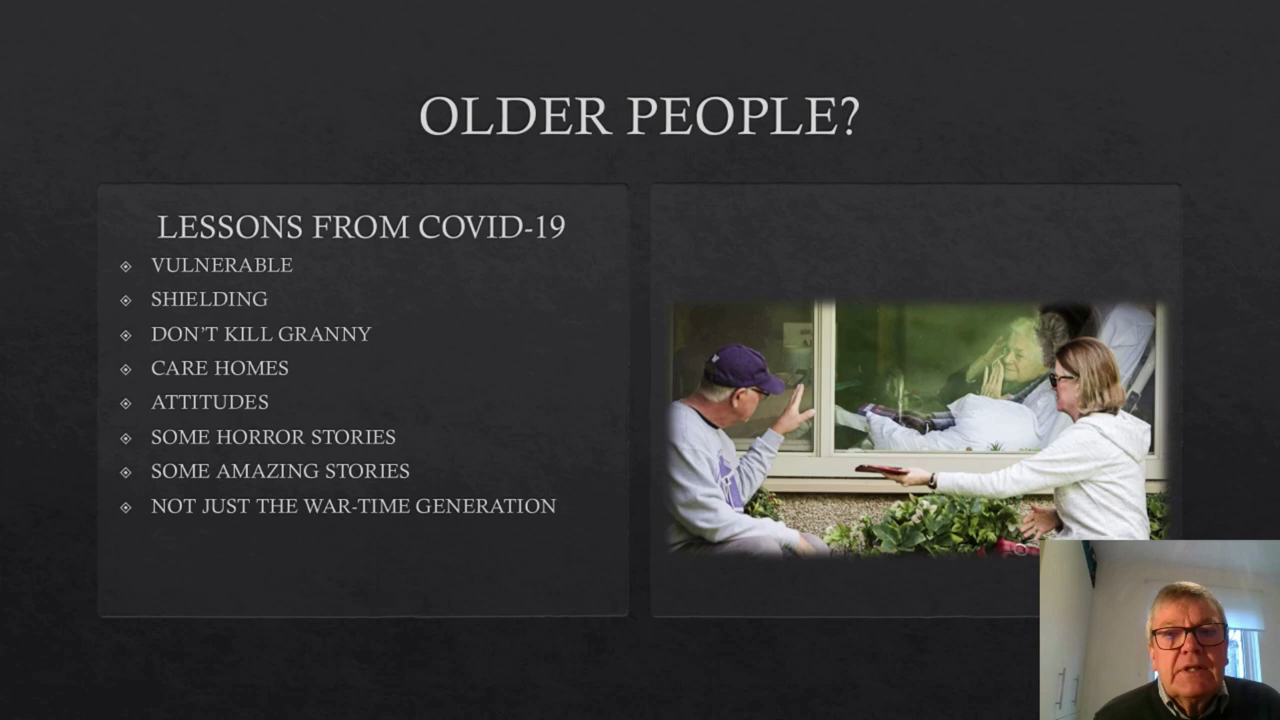 OLDER PEOPLE?
LESSONS FROM COVID-19
VULNERABLE
SHIELDING
DON'T KILL GRANNY
CARE HOMES
ATTITUDES
SOME HORROR STORIES
SOME AMAZING STORIES
NOT JUST THE WAR-TIME GENERATION